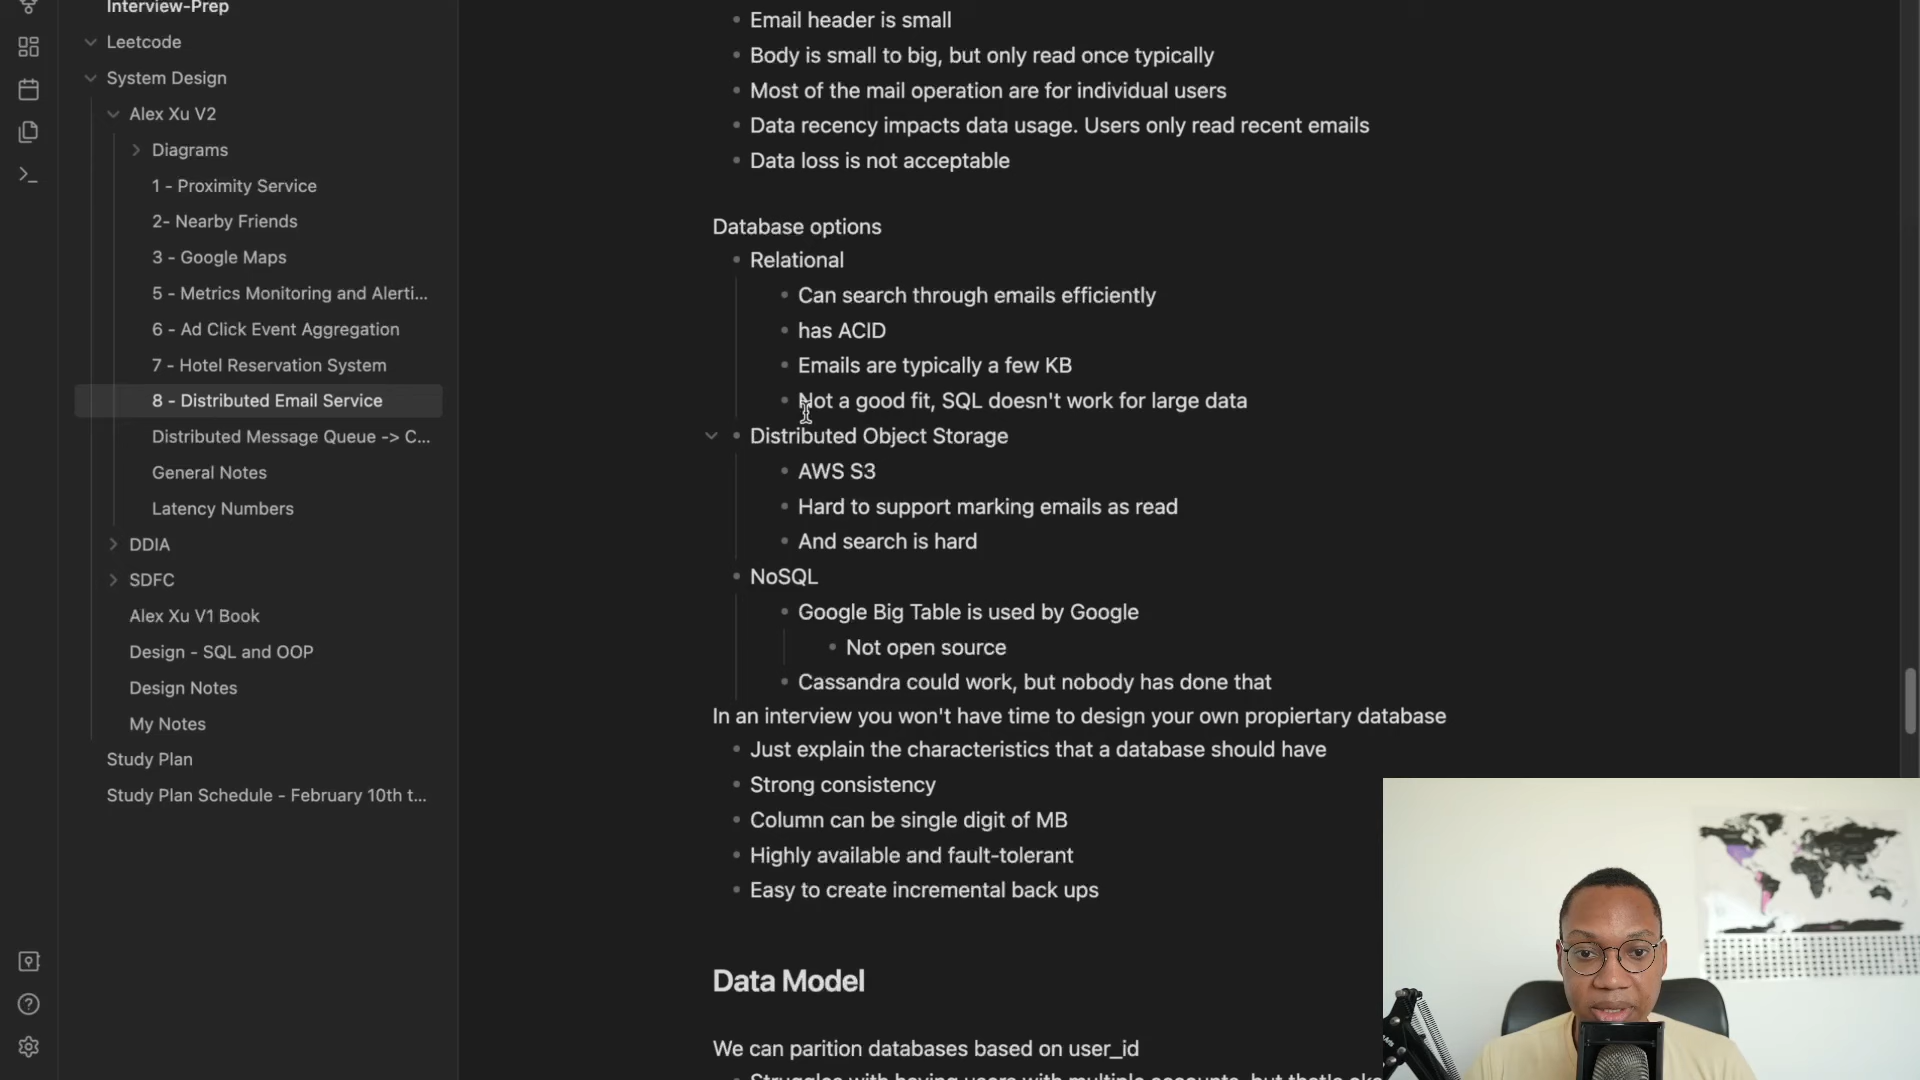 Interview-Prep
Leetcode
System Design
Alex Xu V2
Diagrams
1 - Proximity Service
2- Nearby Friends
3 - Google Maps
5 - Metrics Monitoring and Alerti...
6 - Ad Click Event Aggregation
7 - Hotel Reservation System
8 - Distributed Email Service
Distributed Message Queue -> C...
General Notes
Latency Numbers
DDIA
SDFC
Alex Xu V1 Book
Design - SQL and OOP
Design Notes
My Notes
Study Plan
Study Plan Schedule - February 10th t...
Email header is small
Body is small to big, but only read once typically
Most of the mail operation are for individual users
Data recency impacts data usage. Users only read recent emails
Data loss is not acceptable
Database options
Relational
Can search through emails efficiently
has ACID
Emails are typically a few KB
Not a good fit, SQL doesn't work for large data
Distributed Object Storage
AWS S3
Hard to support marking emails as read
And search is hard
NoSQL
Google Big Table is used by Google
Not open source
Cassandra could work, but nobody has done that
In an interview you won't have time to design your own propiertary database
Just explain the characteristics that a database should have
Strong consistency
Column can be single digit of MB
Highly available and fault-tolerant
Easy to create incremental back ups
Data Model
We can parition databases based on user_id
Struggles with having users with multiple accounts, but that's oka